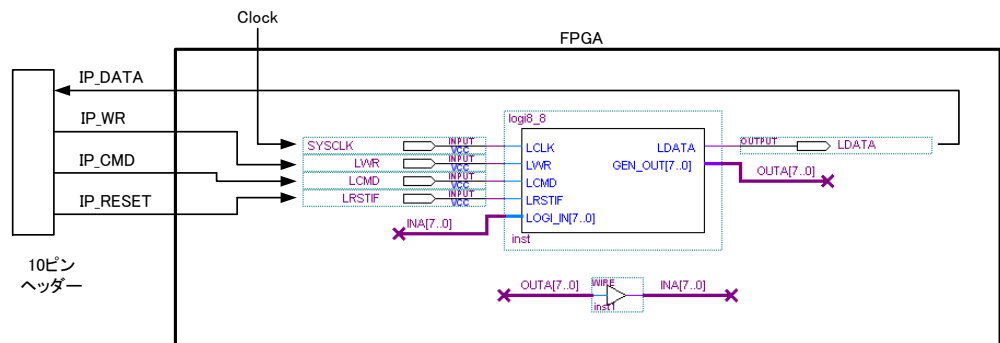 Clock
FPGA
IP_DATA
IP_WR
IP_CMD
IP_RESET
10ピン
ヘッダー
logi8_8
SYSCLK
INPUT
VCC
LWR
INPUT
VCC
LCMD
INPUT
VCC
LRSTIF
INPUT
VCC
LCLK
LWR
LCMD
LRSTIF
LOGI_IN[7..0]
LDATA
GEN_OUT[7..0]
inst
OUTPUT
LDATA
OUTA[7..0]
INA[7..0]
OUTA[7..0]
WIRE
INA[7..0]
inst1